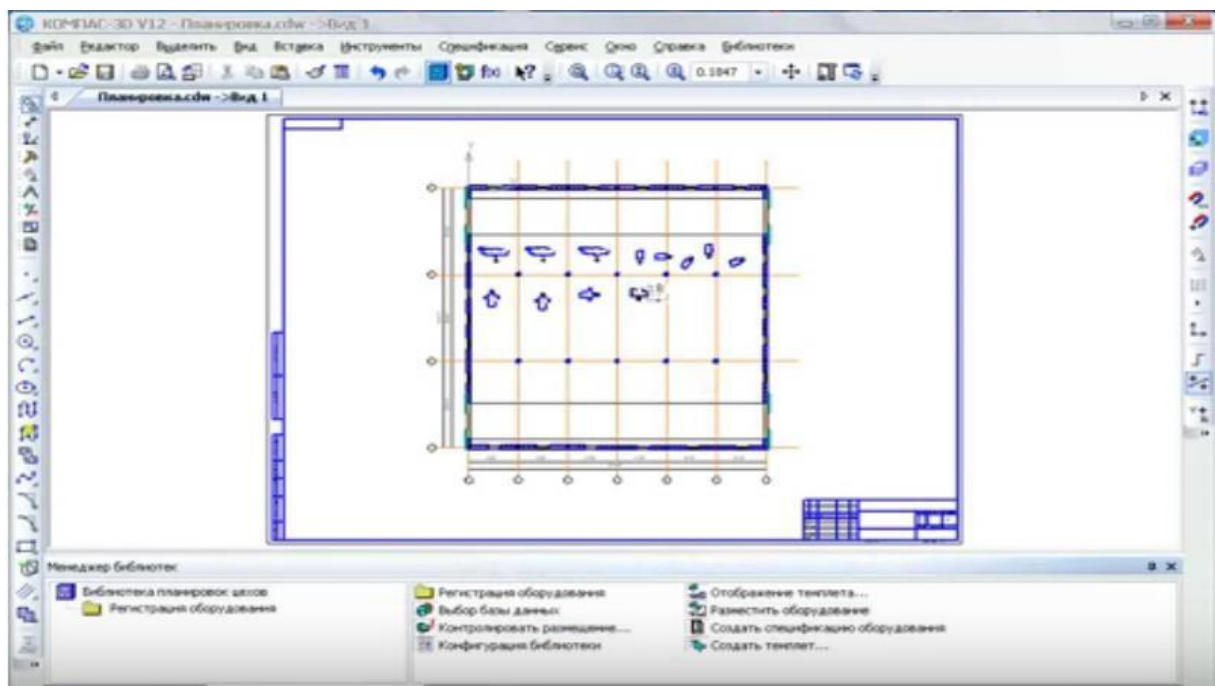 КОМПАС-3D V12 - Планировка.cdw ->Вид 1
Файл Редактор Выделить Вид Вставка Инструменты Спецификация Сервис Окно Справка Библиотеки
f(x) 0.1847
Планировка.cdw ->Вид 1
Менеджер библиотек
Библиотека планировок цехов
Регистрация оборудования
Регистрация оборудования
Выбор базы данных
Контролировать размещение...
Конфигурация библиотеки
Отображение темплета...
Разместить оборудование
Создать спецификацию оборудования
Создать темплет...